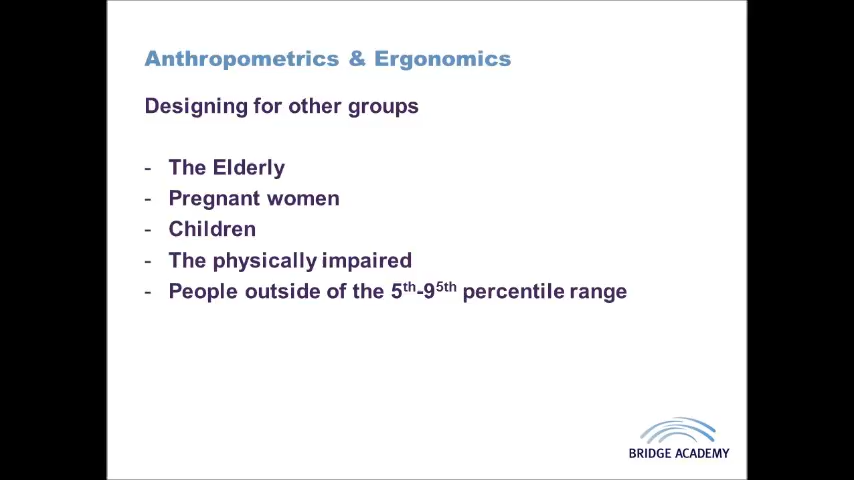 Anthropometrics & Ergonomics
Designing for other groups
- The Elderly
- Pregnant women
- Children
- The physically impaired
- People outside of the 5th-95th percentile range
BRIDGE ACADEMY